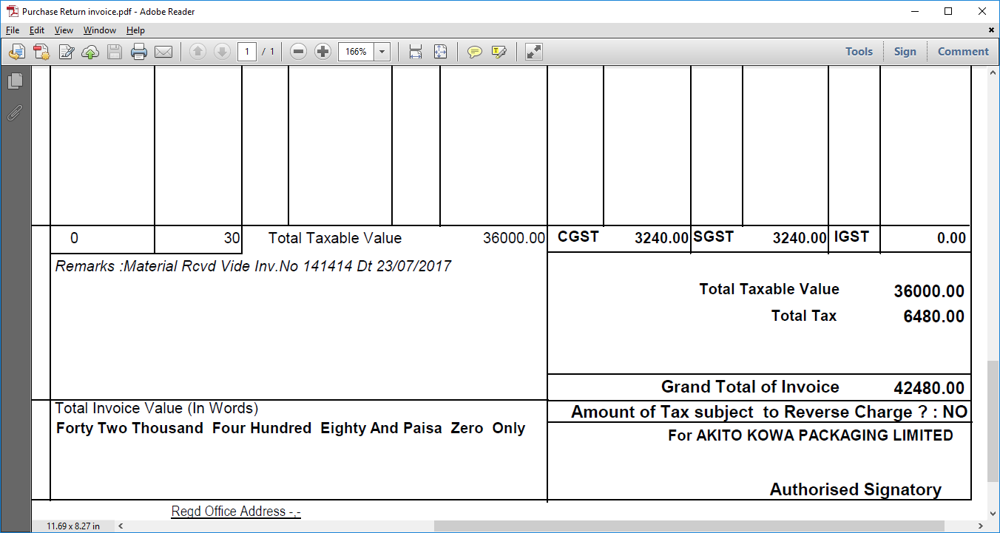 Purchase Return invoice.pdf - Adobe Reader
File Edit View Window Help
1 / 1 166% Tools Sign Comment
0 30 Total Taxable Value 36000.00 CGST 3240.00 SGST 3240.00 IGST 0.00
Remarks :Material Rcvd Vide Inv.No 141414 Dt 23/07/2017
Total Taxable Value 36000.00
Total Tax 6480.00
Grand Total of Invoice 42480.00
Total Invoice Value (In Words)
Amount of Tax subject to Reverse Charge ? : NO
Forty Two Thousand Four Hundred Eighty And Paisa Zero Only
For AKITO KOWA PACKAGING LIMITED
Authorised Signatory
Regd Office Address -,-
11.69 x 8.27 in